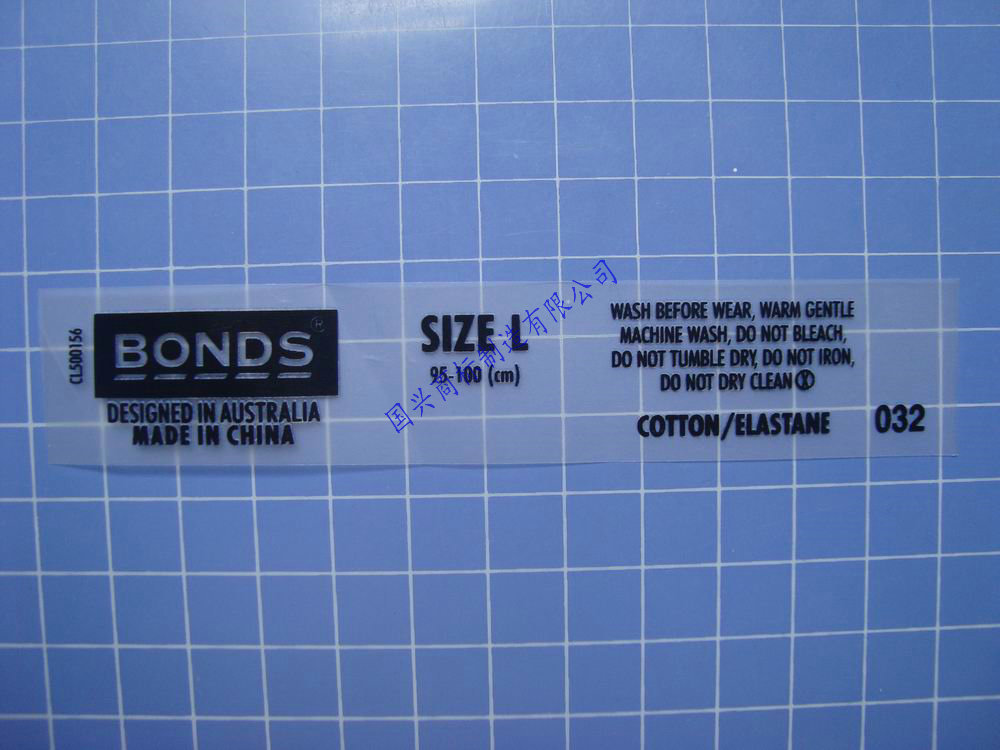 CL500156
BONDS®
DESIGNED IN AUSTRALIA
MADE IN CHINA
SIZE L
95-100 (cm)
国兴商标制造有限公司
WASH BEFORE WEAR, WARM GENTLE
MACHINE WASH, DO NOT BLEACH,
DO NOT TUMBLE DRY, DO NOT IRON,
DO NOT DRY CLEAN Ⓧ
COTTON/ELASTANE
032